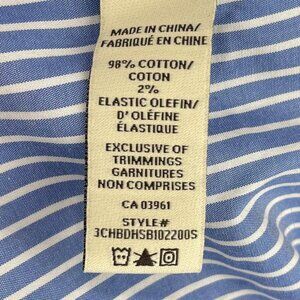 MADE IN CHINA/
FABRIQUÉ EN CHINE
98% COTTON/
COTON
2%
ELASTIC OLEFIN/
D'OLÉFINE
ÉLASTIQUE
EXCLUSIVE OF
TRIMMINGS
GARNITURES
NON COMPRISES
CA 03961
STYLE#
3CHBDHSB102200S